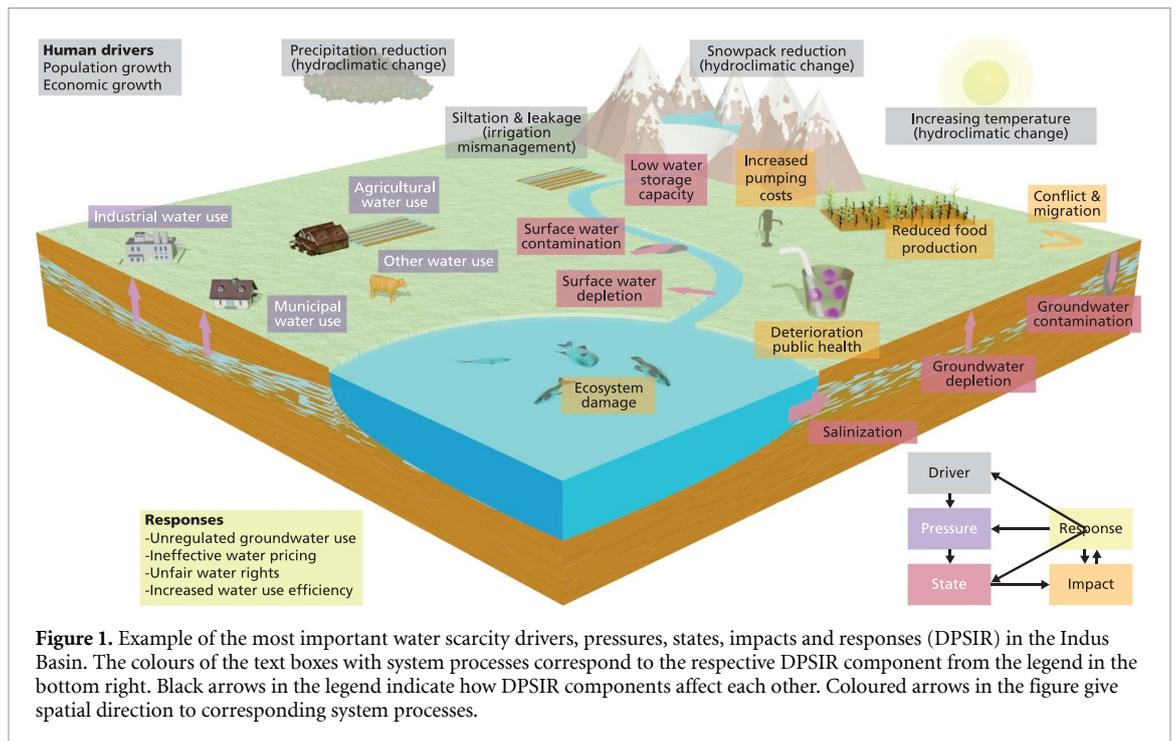 Human drivers
Population growth
Economic growth
Precipitation reduction
(hydroclimatic change)
Snowpack reduction
(hydroclimatic change)
Increasing temperature
(hydroclimatic change)
Siltation & leakage
(irrigation
mismanagement)
Low water
storage
capacity
Increased
pumping
costs
Conflict &
migration
Agricultural
water use
Industrial water use
Surface water
contamination
Reduced food
production
Other water use
Surface water
depletion
Municipal
water use
Groundwater
contamination
Deterioration
public health
Groundwater
depletion
Ecosystem
damage
Salinization
Driver
Pressure
Response
State
Impact
Responses
-Unregulated groundwater use
-Ineffective water pricing
-Unfair water rights
-Increased water use efficiency
Figure 1. Example of the most important water scarcity drivers, pressures, states, impacts and responses (DPSIR) in the Indus
Basin. The colours of the text boxes with system processes correspond to the respective DPSIR component from the legend in the
bottom right. Black arrows in the legend indicate how DPSIR components affect each other. Coloured arrows in the figure give
spatial direction to corresponding system processes.